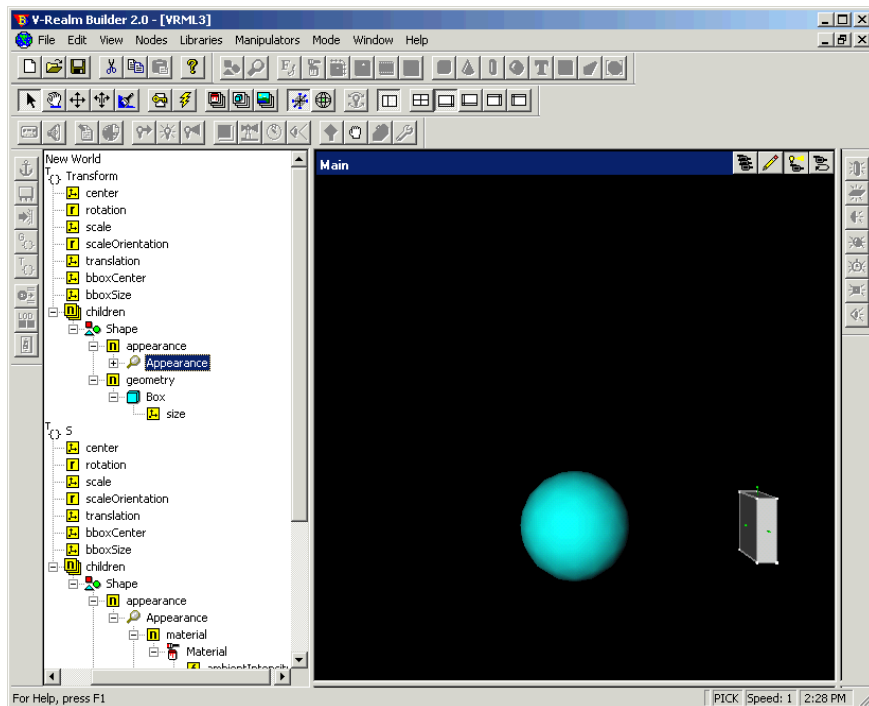 V-Realm Builder 2.0 - [VRML3]
File Edit View Nodes Libraries Manipulators Mode Window Help
New World
Transform
center
rotation
scale
scaleOrientation
translation
bboxCenter
bboxSize
children
Shape
appearance
Appearance
geometry
Box
size
S
center
rotation
scale
scaleOrientation
translation
bboxCenter
bboxSize
children
Shape
appearance
Appearance
material
Material
Main
LOD
For Help, press F1
PICK Speed: 1 2:28 PM